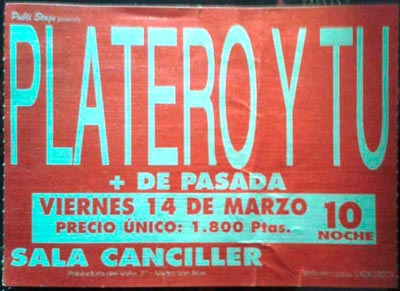 Publi Stage presenta
PLATERO Y TU
+ DE PASADA
VIERNES 14 DE MARZO
PRECIO ÚNICO: 1.800 Ptas.
10
NOCHE
SALA CANCILLER